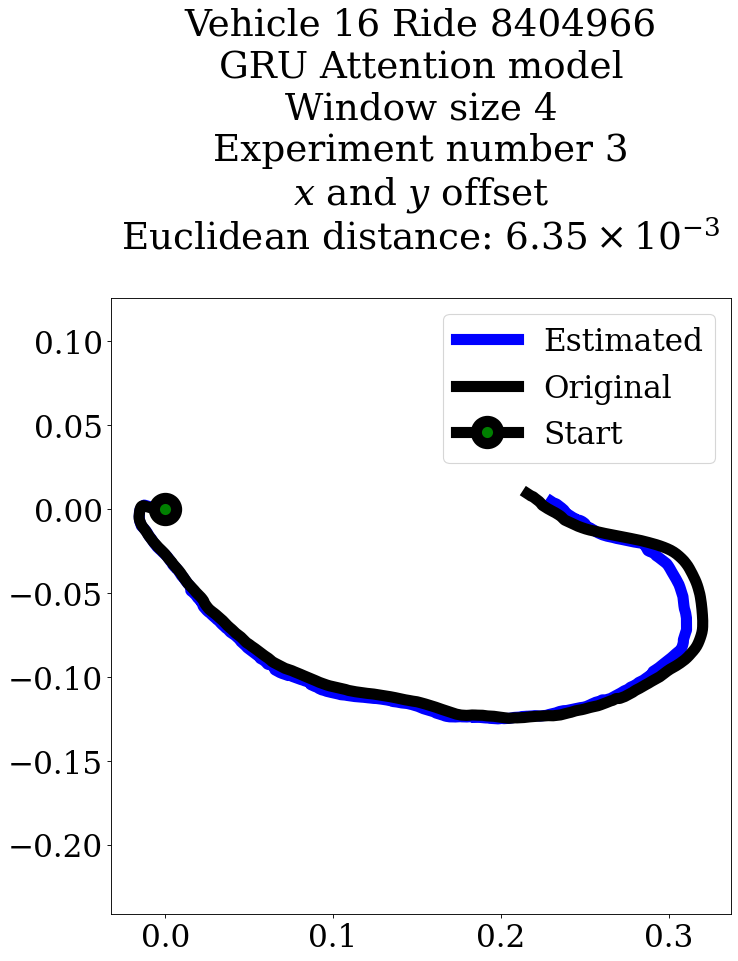 Vehicle 16 Ride 8404966
GRU Attention model
Window size 4
Experiment number 3
x and y offset
Euclidean distance: 6.35 × 10⁻³
Estimated
Original
Start
0.10
0.05
0.00
−0.05
−0.10
−0.15
−0.20
0.0 0.1 0.2 0.3